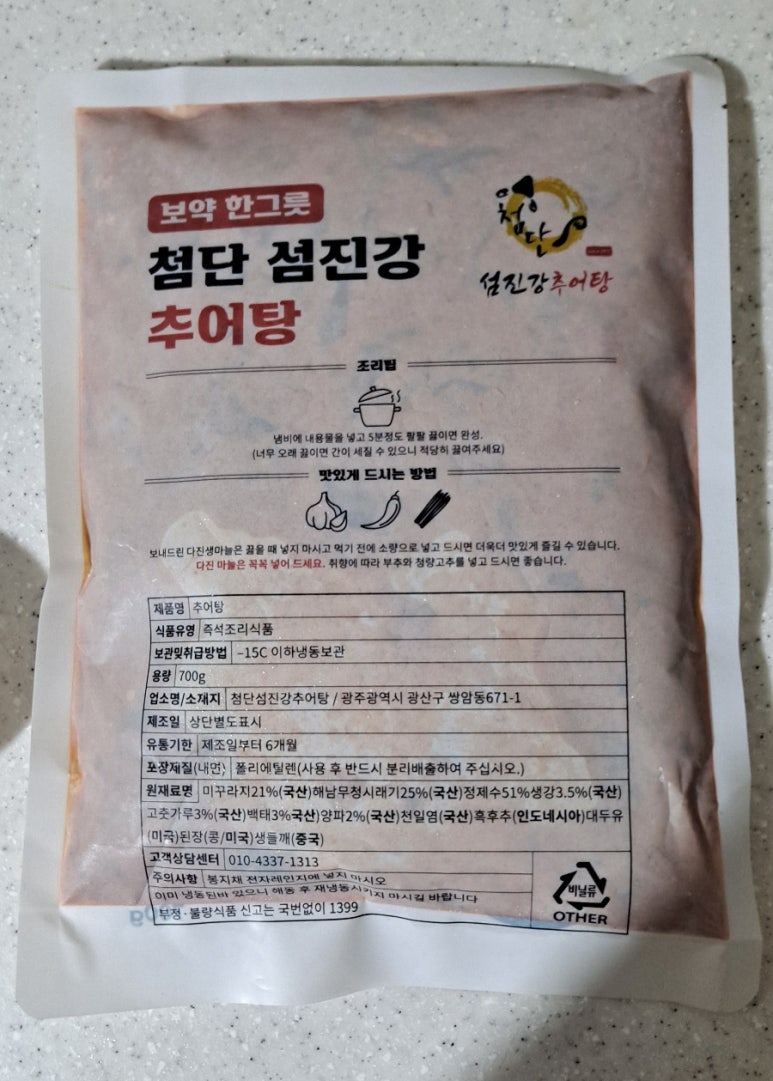 보약 한그릇
첨단 섬진강
추어탕
첨단
섬진강추어탕
조리팁
냄비에 내용물을 넣고 5분정도 팔팔 끓이면 완성.
(너무 오래 끓이면 간이 세질 수 있으니 적당히 끓여주세요)
맛있게 드시는 방법
보내드린 다진생마늘은 끓을 때 넣지 마시고 먹기 전에 소량으로 넣고 드시면 더욱더 맛있게 즐길 수 있습니다.
다진 마늘은 꼭꼭 넣어 드세요. 취향에 따라 부추와 청량고추를 넣고 드시면 좋습니다.
제품명 추어탕
식품유영 즉석조리식품
보관및취급방법 -15C 이하냉동보관
용량 700g
업소명/소재지 첨단섬진강추어탕 / 광주광역시 광산구 쌍암동671-1
제조일 상단별도표시
유통기한 제조일부터 6개월
포장재질(내면) 폴리에틸렌(사용 후 반드시 분리배출하여 주십시오.)
원재료명 미꾸라지21%(국산)해남무청시래기25%(국산)정제수51%생강3.5%(국산)
고춧가루3%(국산)백태3%국산)양파2%(국산)천일염(국산)흑후추(인도네시아)대두유
(미국)된장(콩/미국)생들깨(중국)
고객상담센터 010-4337-1313
주의사항 봉지채 전자레인지에 넣지 마시오
이미 냉동된바 있으니 해동 후 재냉동시키지 마시길 바랍니다
부정·불량식품 신고는 국번없이 1399
비닐류
OTHER